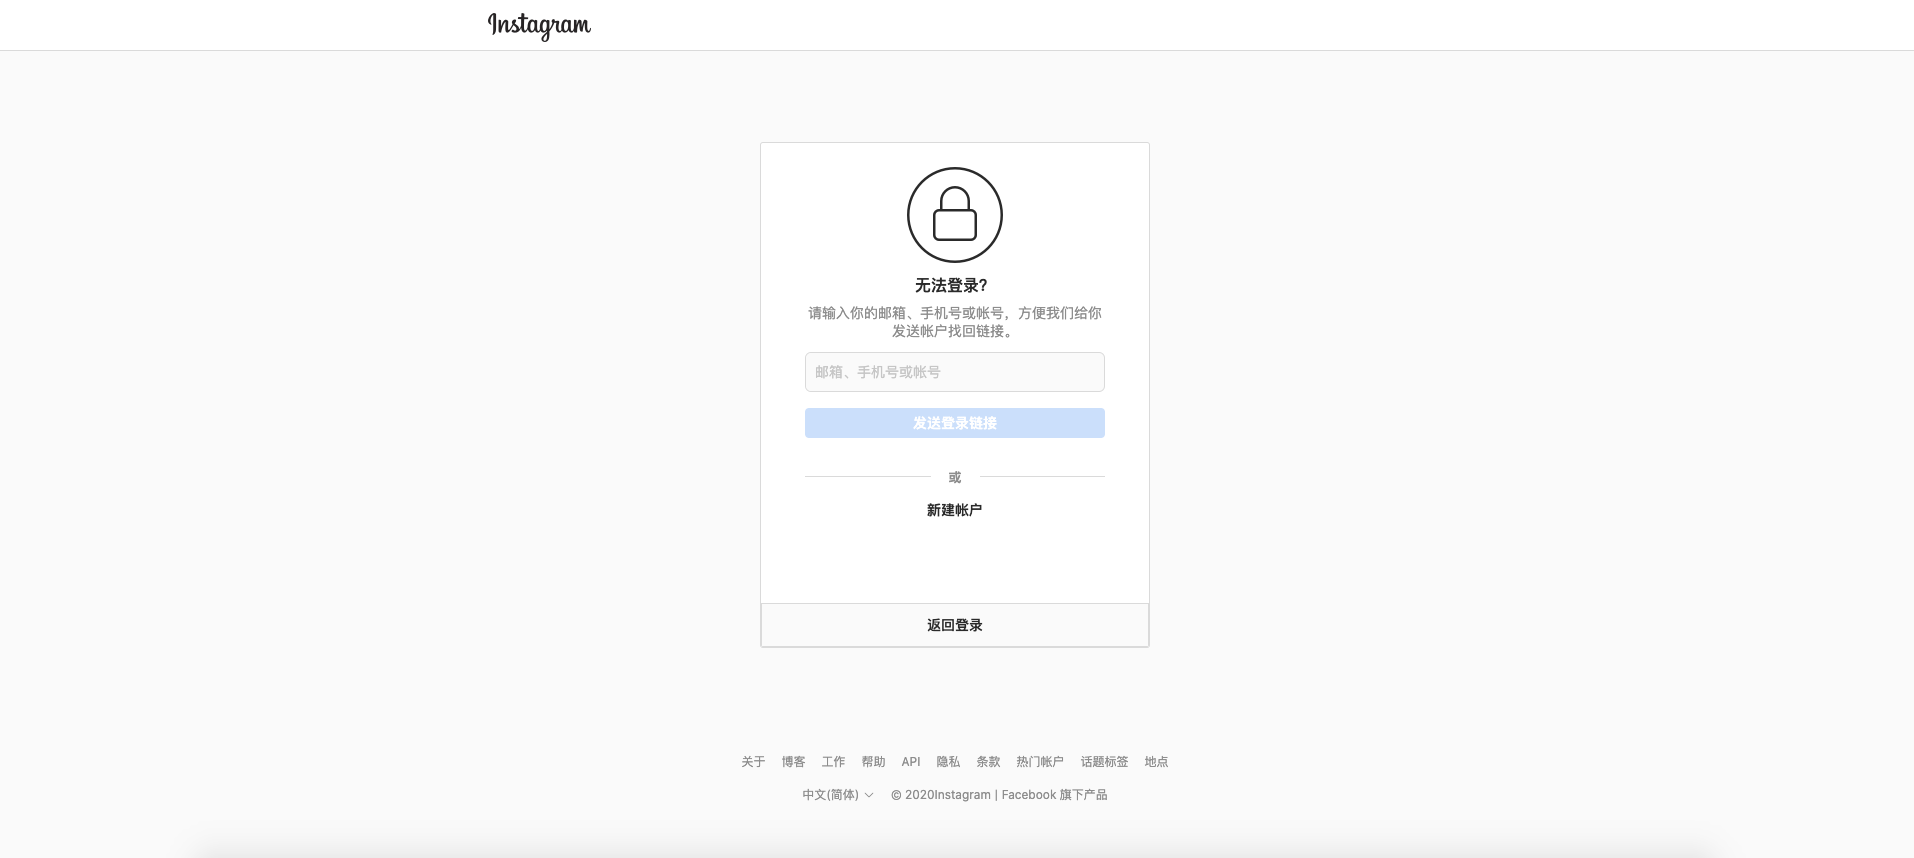 Instagram
无法登录?
请输入你的邮箱、手机号或帐号，方便我们给你
发送帐户找回链接。
邮箱、手机号或帐号
发送登录链接
或
新建帐户
返回登录
关于 博客 工作 帮助 API 隐私 条款 热门帐户 话题标签 地点
中文(简体) © 2020Instagram | Facebook 旗下产品